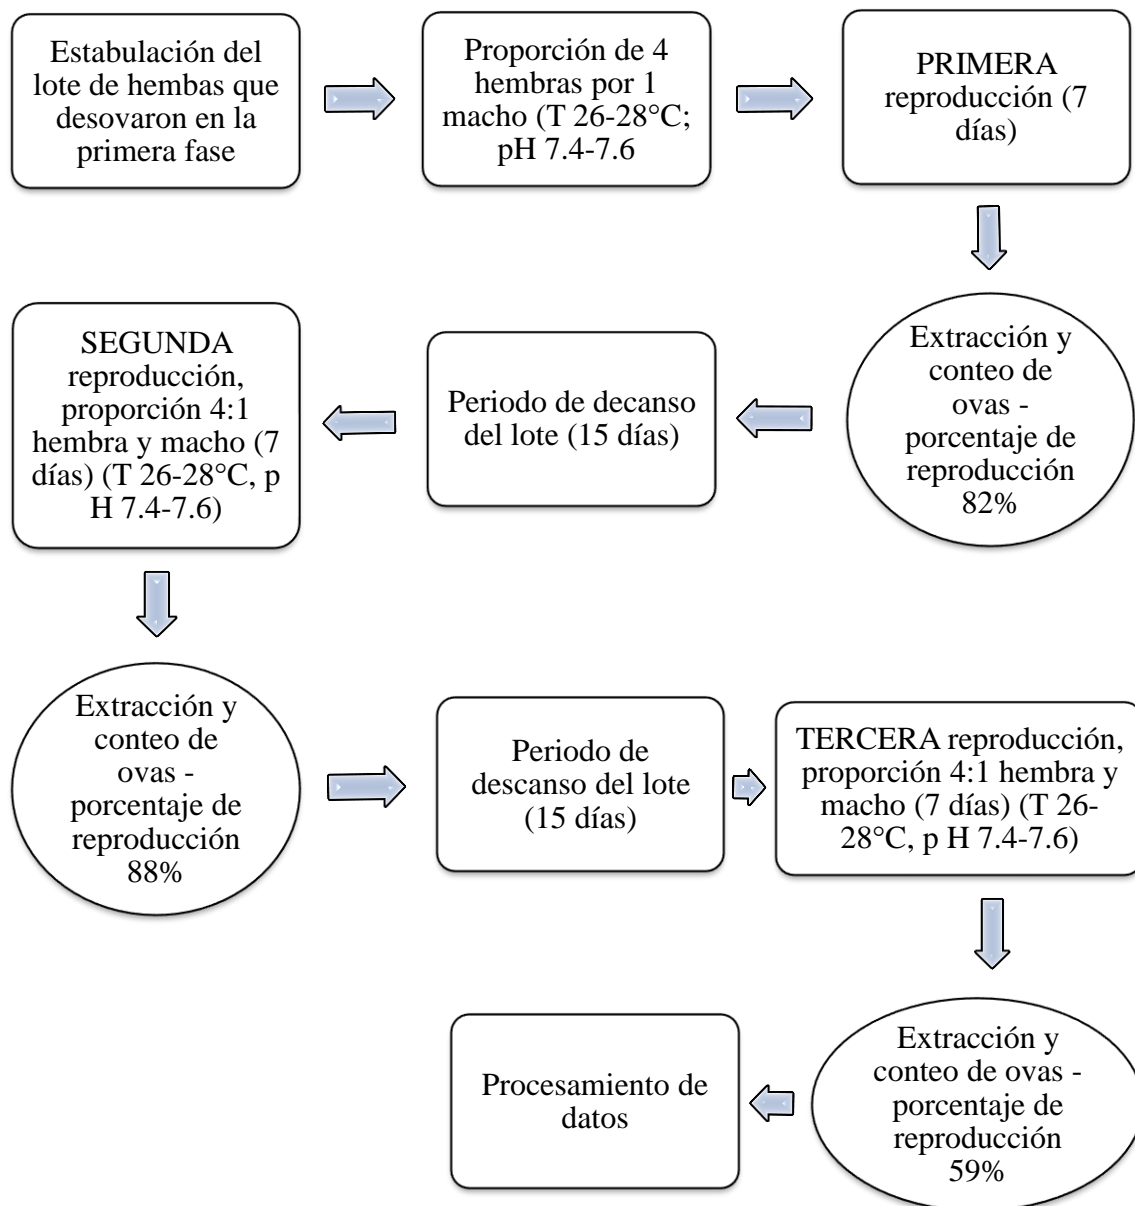 Estabulación del
lote de hembas que
desovaron en la
primera fase
Proporción de 4
hembras por 1
macho (T 26-28°C;
pH 7.4-7.6
PRIMERA
reproducción (7
días)
Extracción y
conteo de
ovas -
porcentaje de
reproducción
82%
Periodo de decanso
del lote (15 días)
SEGUNDA
reproducción,
proporción 4:1
hembra y macho (7
días) (T 26-28°C, p
H 7.4-7.6)
Extracción y
conteo de
ovas -
porcentaje de
reproducción
88%
Periodo de
descanso del lote
(15 días)
TERCERA reproducción,
proporción 4:1 hembra y
macho (7 días) (T 26-
28°C, p H 7.4-7.6)
Extracción y
conteo de ovas -
porcentaje de
reproducción
59%
Procesamiento de
datos